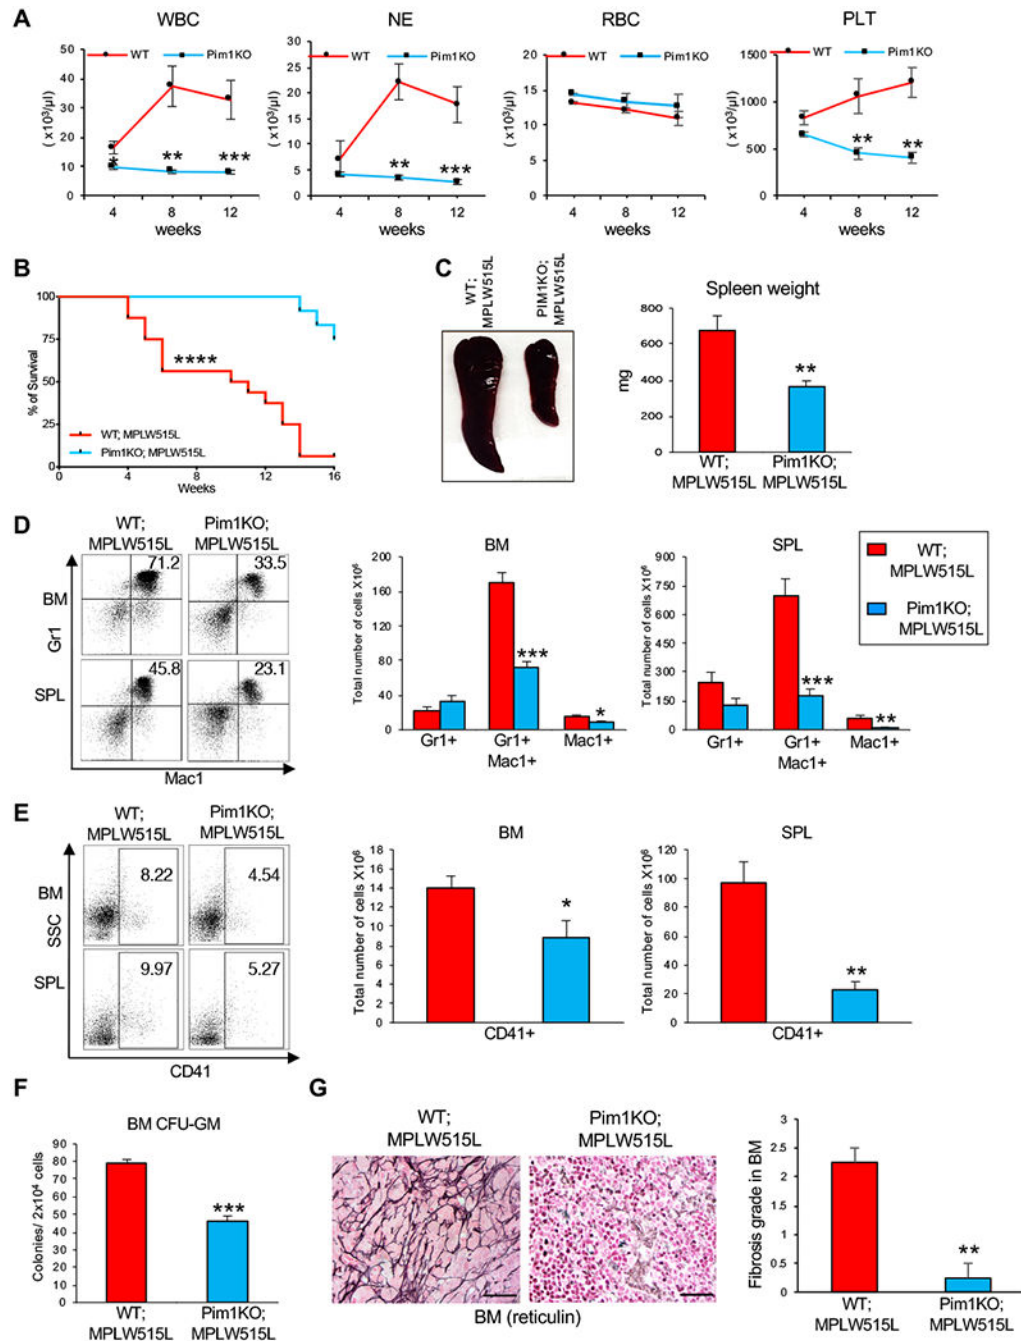 A
WBC
NE
RBC
PLT
WT
Pim1KO
WT
Pim1KO
WT
Pim1KO
WT
Pim1KO
( x10³/µl)
50
40
30
20
10
0
*
**
***
4
8
12
weeks
( x10³/µl)
30
25
20
15
10
5
0
**
***
4
8
12
weeks
( x10³/µl)
20
15
10
5
0
4
8
12
weeks
( x10³/µl)
1500
1000
500
0
**
**
4
8
12
weeks
B
% of Survival
100
75
50
25
0
****
WT; MPLW515L
Pim1KO; MPLW515L
0
4
8
12
16
Weeks
C
WT;
MPLW515L
PIM1KO;
MPLW515L
Spleen weight
mg
800
600
400
200
0
**
WT;
MPLW515L
Pim1KO;
MPLW515L
D
WT;
MPLW515L
Pim1KO;
MPLW515L
BM
71.2
33.5
Gr1
SPL
45.8
23.1
Mac1
BM
Total number of cells X10⁶
200
160
120
80
40
0
***
*
Gr1+
Gr1+
Mac1+
Mac1+
SPL
Total number of cells X10⁶
900
750
600
450
300
150
0
***
**
Gr1+
Gr1+
Mac1+
Mac1+
WT;
MPLW515L
Pim1KO;
MPLW515L
E
WT;
MPLW515L
Pim1KO;
MPLW515L
BM
8.22
4.54
SSC
SPL
9.97
5.27
CD41
BM
Total number of cells X10⁶
18
16
14
12
10
8
6
4
2
0
*
CD41+
SPL
Total number of cells X10⁶
120
100
80
60
40
20
0
**
CD41+
F
BM CFU-GM
Colonies/ 2x10⁴ cells
90
80
70
60
50
40
30
20
10
0
***
WT;
MPLW515L
Pim1KO;
MPLW515L
G
WT;
MPLW515L
Pim1KO;
MPLW515L
BM (reticulin)
Fibrosis grade in BM
3
2.5
2
1.5
1
0.5
0
**
WT;
MPLW515L
Pim1KO;
MPLW515L